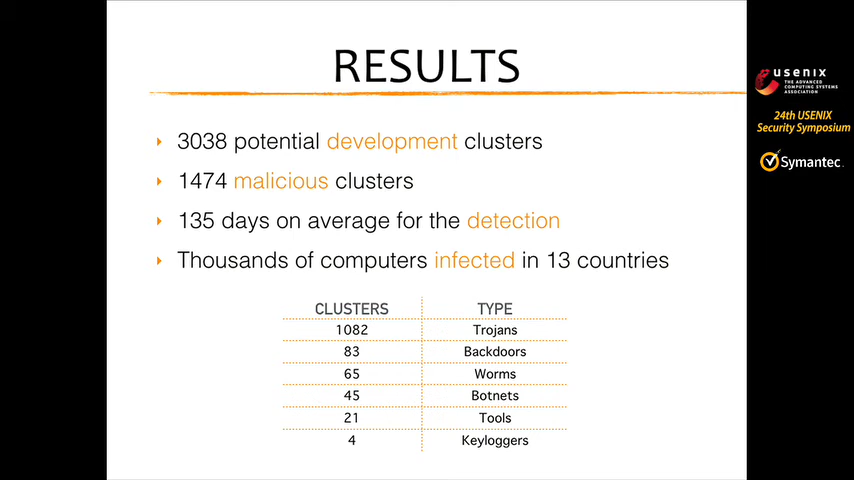 RESULTS
3038 potential development clusters
1474 malicious clusters
135 days on average for the detection
Thousands of computers infected in 13 countries
CLUSTERS TYPE
1082 Trojans
83 Backdoors
65 Worms
45 Botnets
21 Tools
4 Keyloggers
usenix
THE ADVANCED
COMPUTING SYSTEMS
ASSOCIATION
24th USENIX
Security Symposium
Symantec.